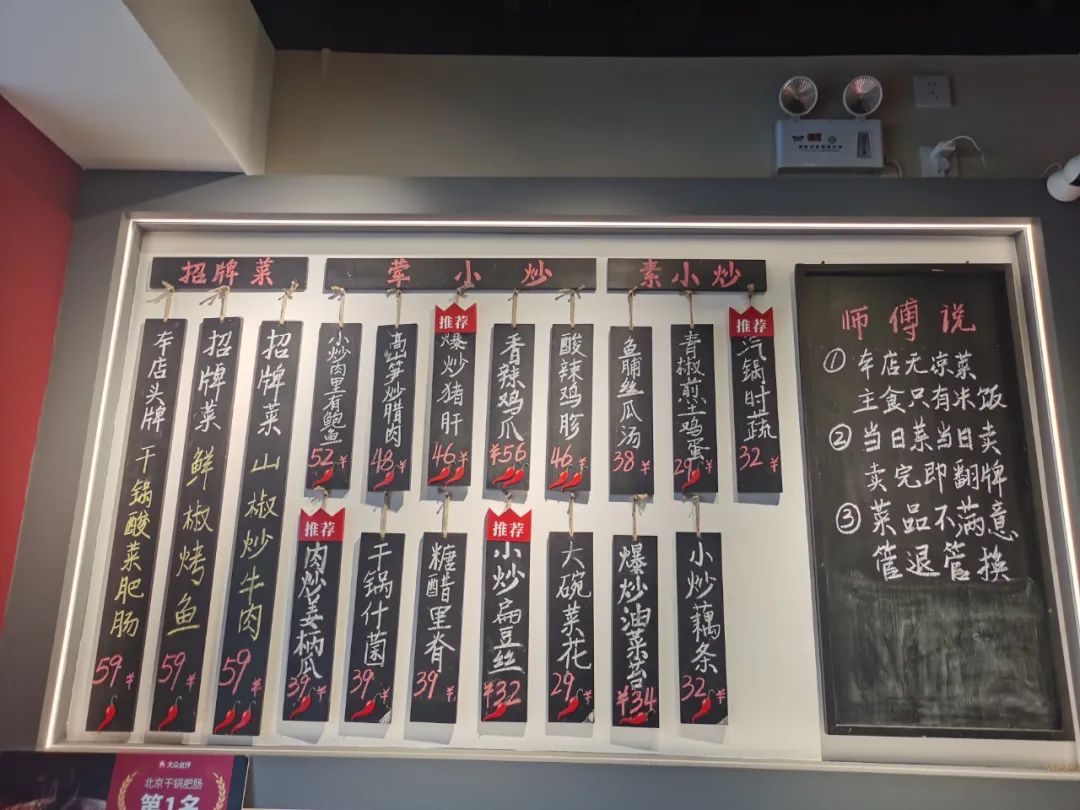 招牌菜
荤小炒
素小炒
车店头牌 干锅酸菜肥肠
59¥
招牌菜 鲜椒烤鱼
59¥
招牌菜 山椒炒牛肉
59¥
小炒肉里有鲍鱼
52¥
高山笋炒腊肉
48¥
推荐
爆炒猪肝
46¥
香辣鸡爪
¥56
酸辣鸡胗
46¥
鱼脯丝瓜汤
38¥
青椒煎土鸡蛋
29¥
推荐
汽锅时蔬
32¥
推荐
肉炒姜柄瓜
39¥
干锅什菌
39¥
糖醋里脊
39¥
推荐
小炒扁豆丝
¥32
大碗菜花
29¥
爆炒油菜苔
¥34
小炒藕条
32¥
师傅说
①车店无凉菜
主食只有米饭
②当日菜当日卖
卖完即翻牌
③菜品不满意
管退管换
大众点评
北京干锅肥肠
第1名